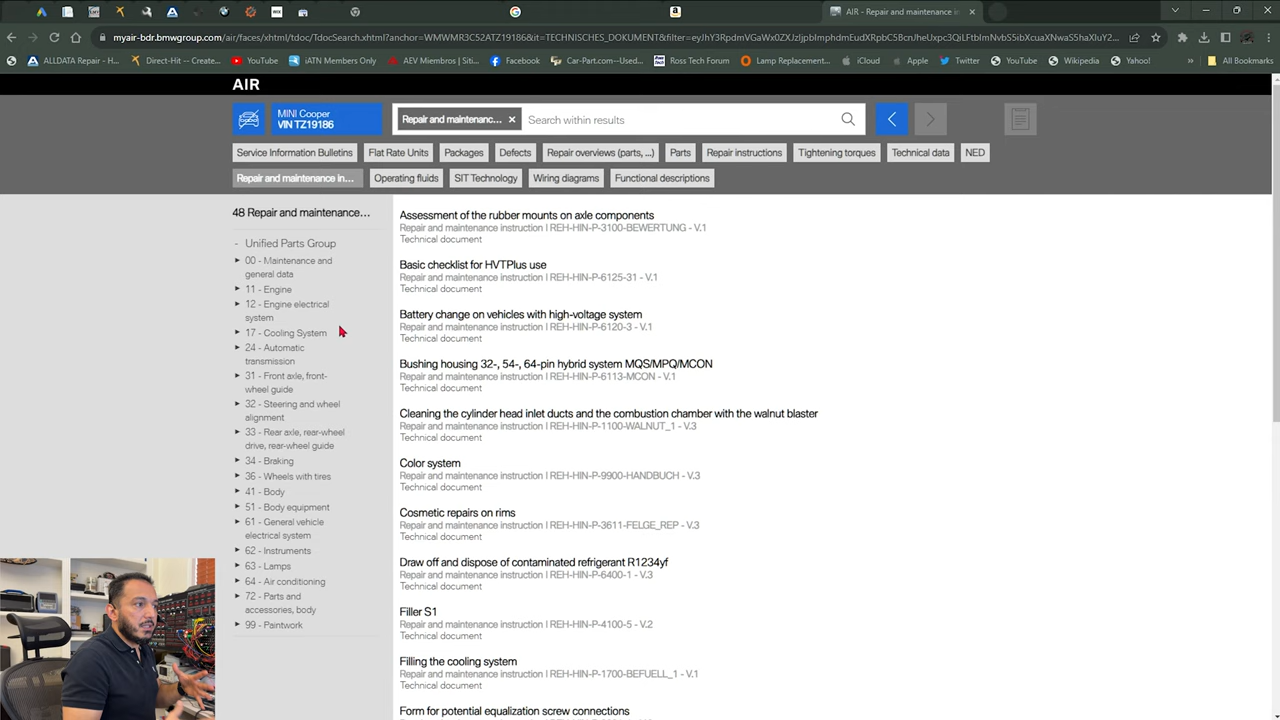 AIR - Repair and maintenance in
myair-bdr.bmwgroup.com/air/faces/xhtml/tdoc/TdocSearch.xhtml?anchor=WMWMR3C52ATZ19186&it=TECHNISCHES_DOKUMENT&filter=
ALLDATA Repair - H...
Direct-Hit -- Create...
YouTube
iATN Members Only
AEV Miembros | Siti...
Facebook
Car-Part.com--Used...
Ross Tech Forum
Lamp Replacement...
iCloud
Apple
Twitter
YouTube
Wikipedia
Yahoo!
»
All Bookmarks
AIR
MINI Cooper
VIN TZ19186
Repair and maintenanc...
Search within results
Service Information Bulletins
Flat Rate Units
Packages
Defects
Repair overviews (parts, ...)
Parts
Repair instructions
Tightening torques
Technical data
NED
Repair and maintenance in...
Operating fluids
SIT Technology
Wiring diagrams
Functional descriptions
48 Repair and maintenance...
- Unified Parts Group
00 - Maintenance and
general data
11 - Engine
12 - Engine electrical
system
17 - Cooling System
24 - Automatic
transmission
31 - Front axle, front-
wheel guide
32 - Steering and wheel
alignment
33 - Rear axle, rear-wheel
drive, rear-wheel guide
34 - Braking
36 - Wheels with tires
41 - Body
51 - Body equipment
61 - General vehicle
electrical system
62 - Instruments
63 - Lamps
64 - Air conditioning
72 - Parts and
accessories, body
99 - Paintwork
Assessment of the rubber mounts on axle components
Repair and maintenance instruction | REH-HIN-P-3100-BEWERTUNG - V.1
Technical document
Basic checklist for HVTPlus use
Repair and maintenance instruction | REH-HIN-P-6125-31 - V.1
Technical document
Battery change on vehicles with high-voltage system
Repair and maintenance instruction | REH-HIN-P-6120-3 - V.1
Technical document
Bushing housing 32-, 54-, 64-pin hybrid system MQS/MPQ/MCON
Repair and maintenance instruction | REH-HIN-P-6113-MCON - V.1
Technical document
Cleaning the cylinder head inlet ducts and the combustion chamber with the walnut blaster
Repair and maintenance instruction | REH-HIN-P-1100-WALNUT_1 - V.3
Technical document
Color system
Repair and maintenance instruction | REH-HIN-P-9900-HANDBUCH - V.3
Technical document
Cosmetic repairs on rims
Repair and maintenance instruction | REH-HIN-P-3611-FELGE_REP - V.3
Technical document
Draw off and dispose of contaminated refrigerant R1234yf
Repair and maintenance instruction | REH-HIN-P-6400-1 - V.3
Technical document
Filler S1
Repair and maintenance instruction | REH-HIN-P-4100-5 - V.2
Technical document
Filling the cooling system
Repair and maintenance instruction | REH-HIN-P-1700-BEFUELL_1 - V.1
Technical document
Form for potential equalization screw connections